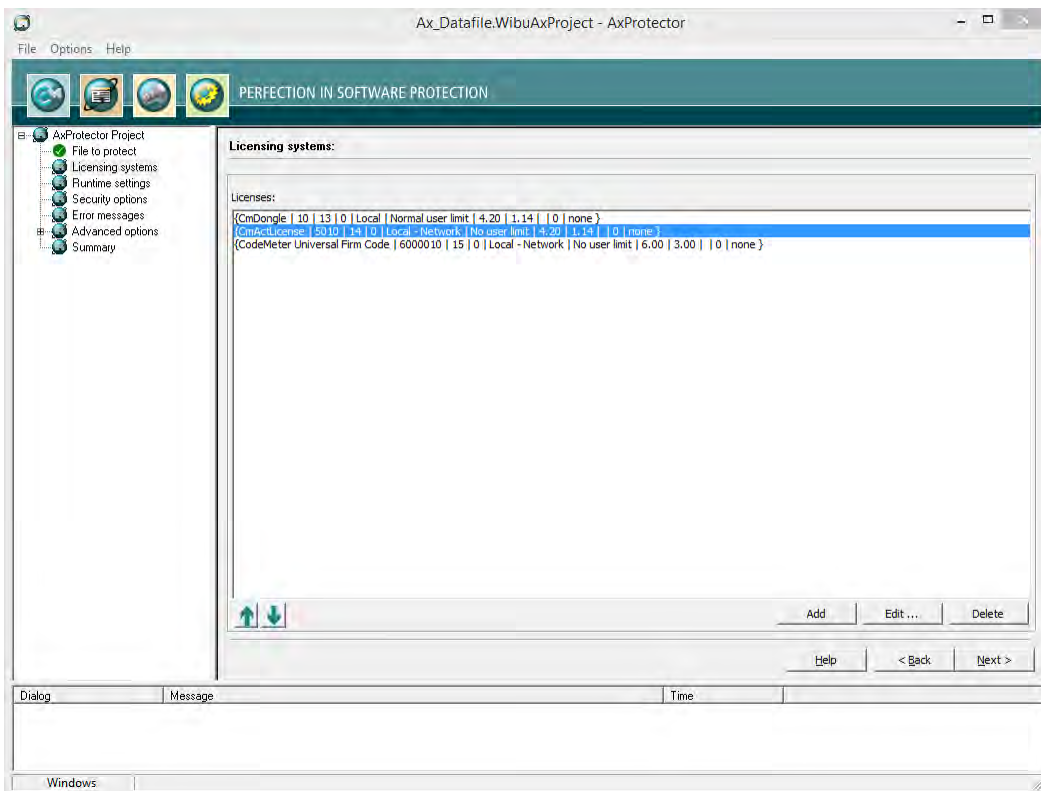 Ax_Datafile.WibuAxProject - AxProtector
File Options Help
PERFECTION IN SOFTWARE PROTECTION
AxProtector Project
File to protect
Licensing systems
Runtime settings
Security options
Error messages
Advanced options
Summary
Licensing systems:
Licenses:
{CmDongle | 10 | 13 | 0 | Local | Normal user limit | 4.20 | 1.14 | | 0 | none }
{CmActLicense | 5010 | 14 | 0 | Local - Network | No user limit | 4.20 | 1.14 | | 0 | none }
{CodeMeter Universal Firm Code | 6000010 | 15 | 0 | Local - Network | No user limit | 6.00 | 3.00 | | 0 | none }
Add Edit ... Delete
Help < Back Next >
Dialog Message Time
Windows